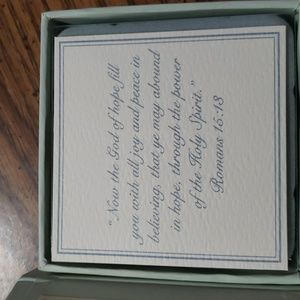 "Now the God of hope fill
you with all joy and peace in
believing, that ye may abound
in hope, through the power
of the Holy Spirit."
Romans 15:13